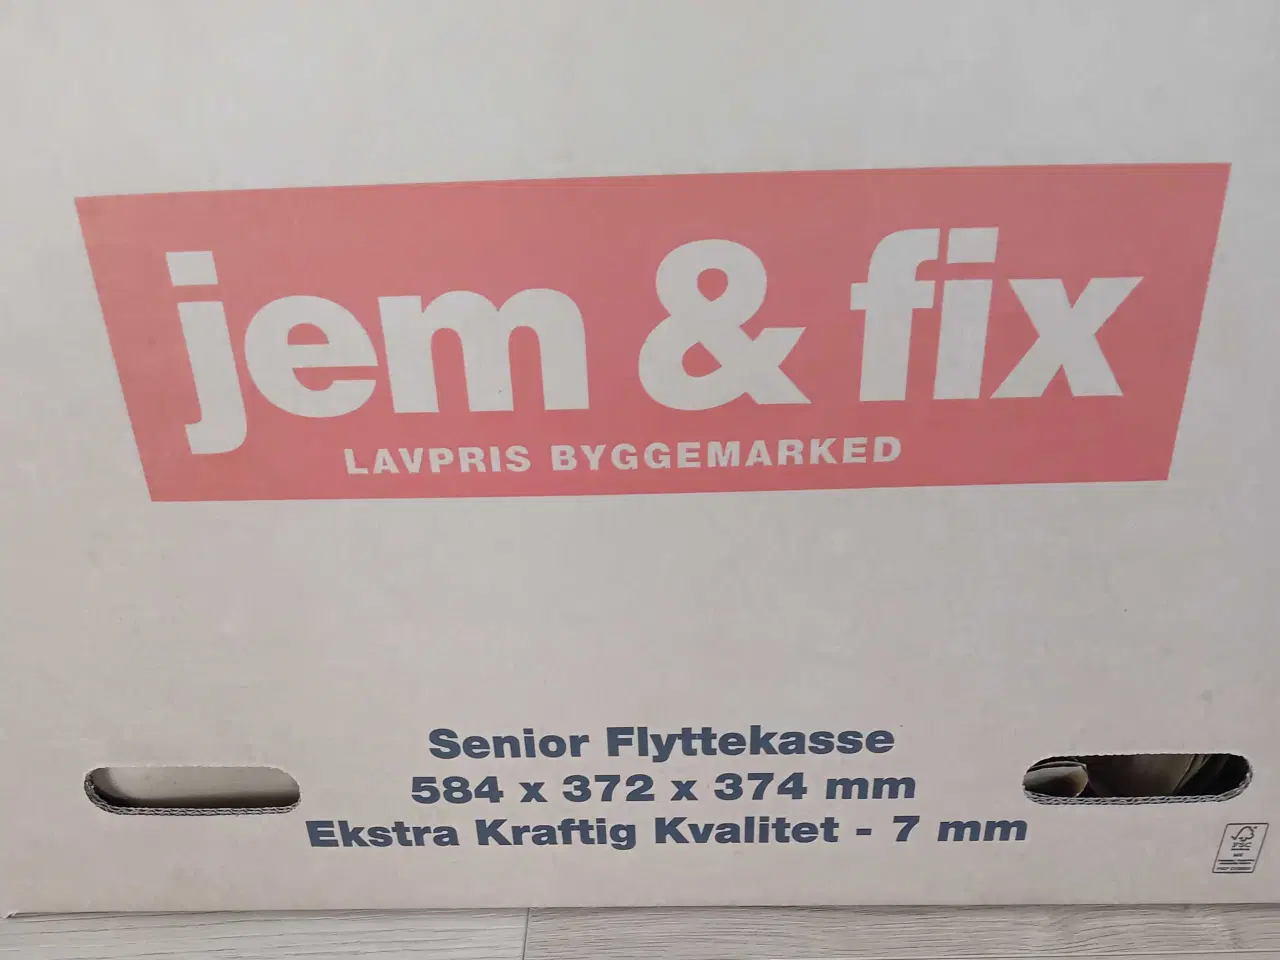 jem & fix
LAVPRIS BYGGEMARKED
Senior Flyttekasse
584 x 372 x 374 mm
Ekstra Kraftig Kvalitet - 7 mm